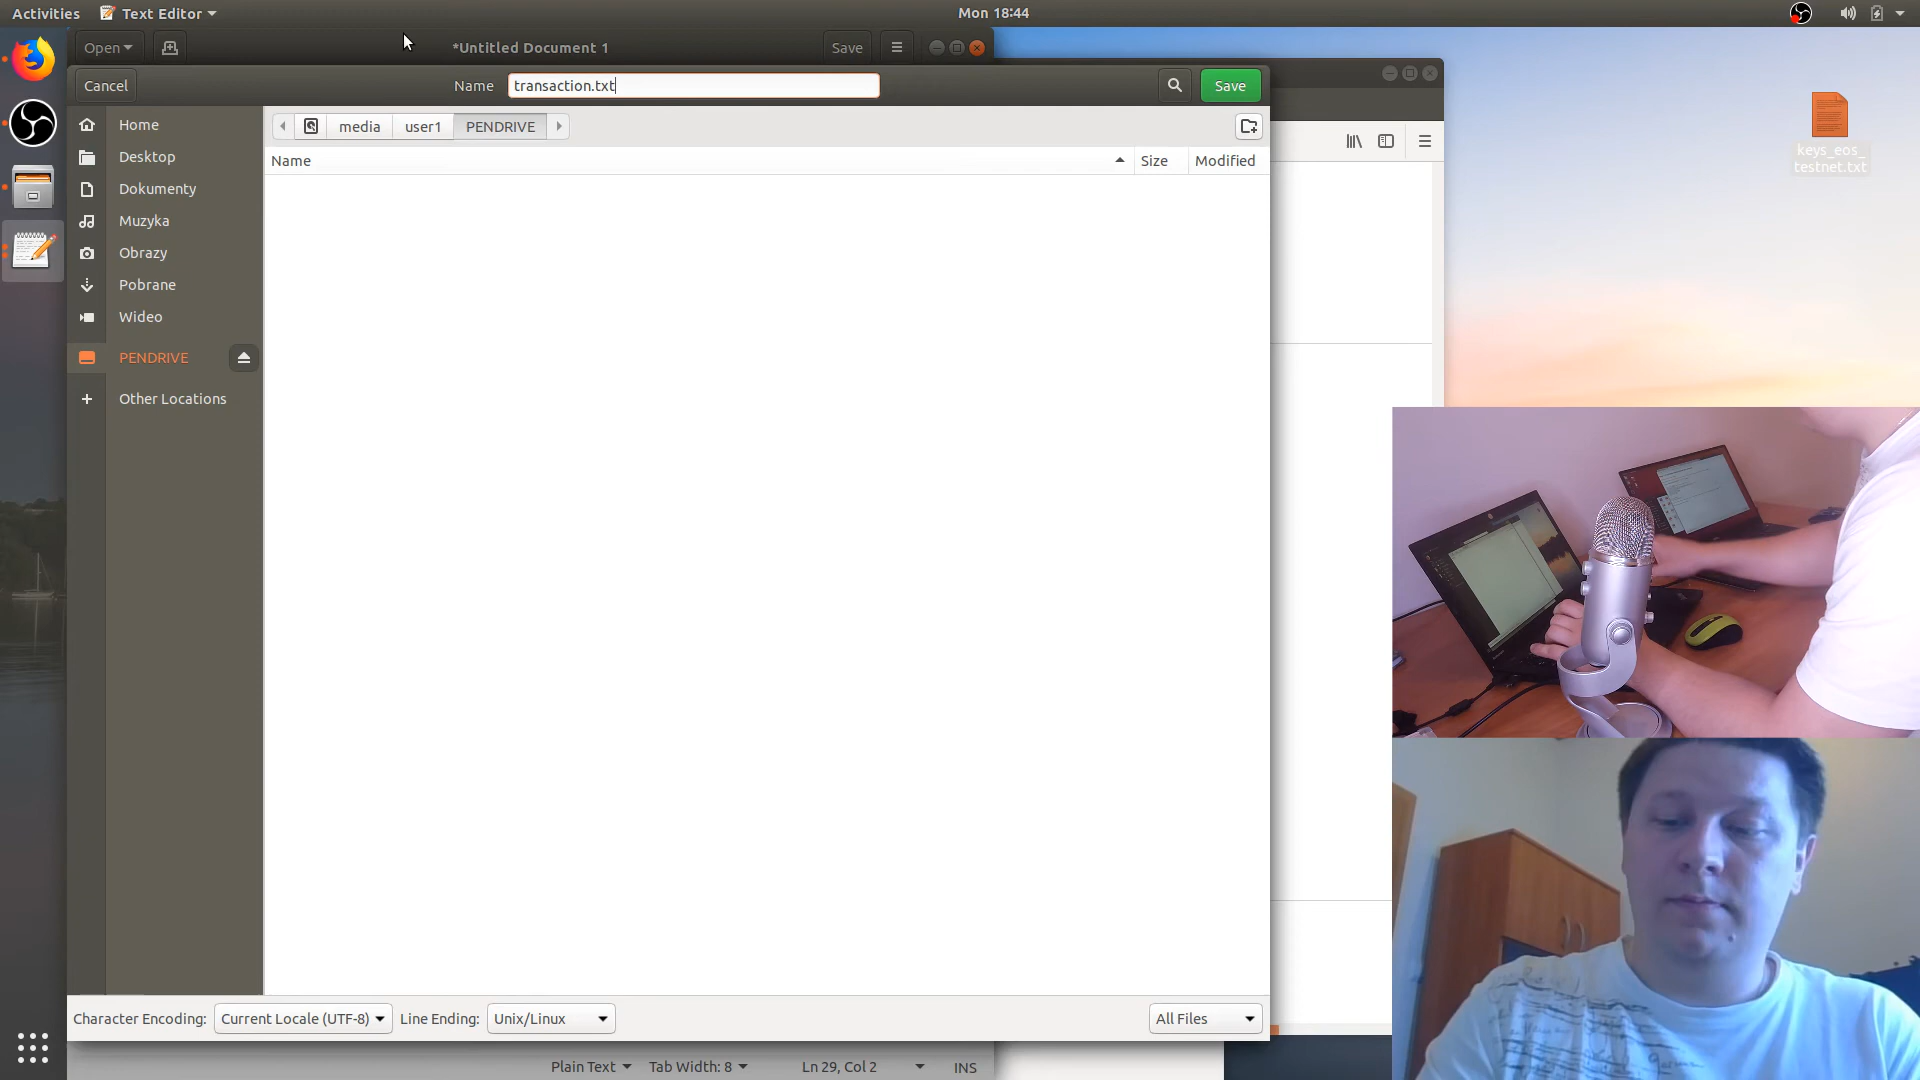 Activities Text Editor Mon 18:44
Open *Untitled Document 1 Save
Cancel Name transaction.txt Save
media user1 PENDRIVE
Name Size Modified
Home
Desktop
Dokumenty
Muzyka
Obrazy
Pobrane
Wideo
PENDRIVE
Other Locations
keys_eos_
testnet.txt
Character Encoding: Current Locale (UTF-8) Line Ending: Unix/Linux All Files
Plain Text Tab Width: 8 Ln 29, Col 2 INS